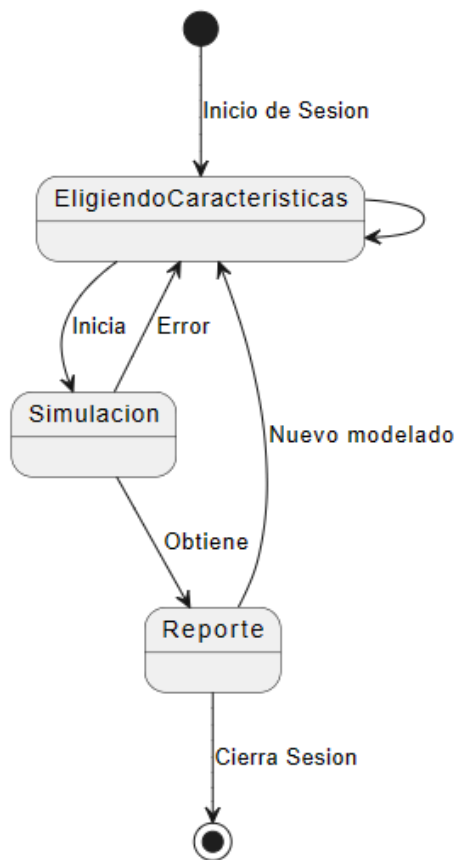 Inicio de Sesion
EligiendoCaracteristicas
Inicia
Error
Simulacion
Nuevo modelado
Obtiene
Reporte
Cierra Sesion